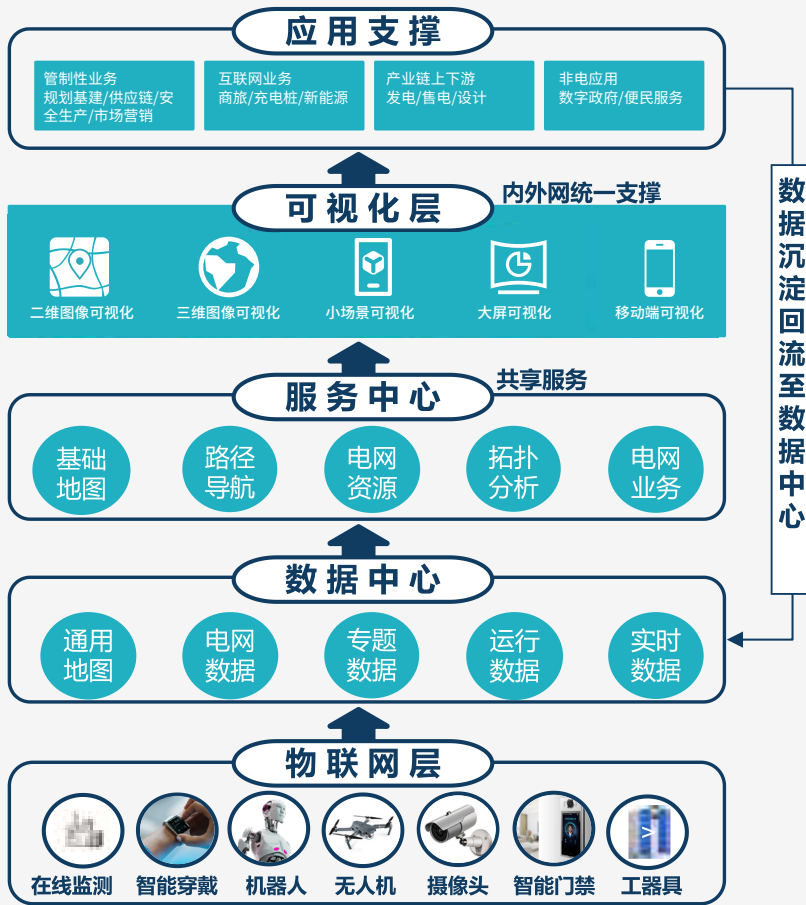 应用支撑
管制性业务
规划基建/供应链/安
全生产/市场营销
互联网业务
商旅/充电桩/新能源
产业链上下游
发电/售电/设计
非电应用
数字政府/便民服务
可视化层
内外网统一支撑
二维图像可视化
三维图像可视化
小场景可视化
大屏可视化
移动端可视化
服务中心
共享服务
基础
地图
路径
导航
电网
资源
拓扑
分析
电网
业务
数据中心
通用
地图
电网
数据
专题
数据
运行
数据
实时
数据
物联网层
在线监测
智能穿戴
机器人
无人机
摄像头
智能门禁
工器具
数据沉淀回流至数据中心